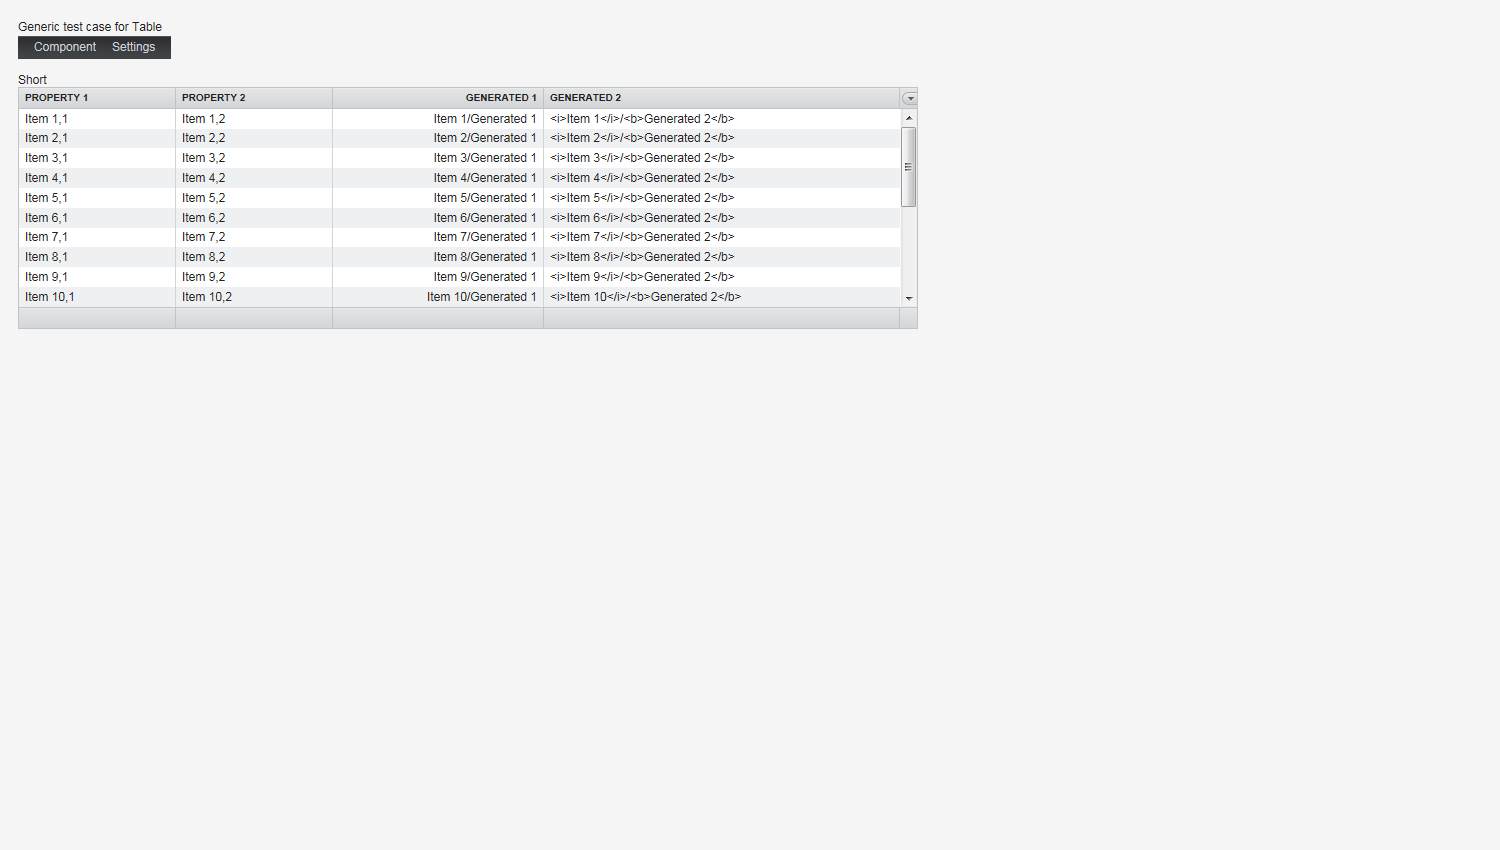 Generic test case for Table
Component Settings
Short
PROPERTY 1 PROPERTY 2 GENERATED 1 GENERATED 2
Item 1,1 Item 1,2 Item 1/Generated 1 <i>Item 1</i>/<b>Generated 2</b>
Item 2,1 Item 2,2 Item 2/Generated 1 <i>Item 2</i>/<b>Generated 2</b>
Item 3,1 Item 3,2 Item 3/Generated 1 <i>Item 3</i>/<b>Generated 2</b>
Item 4,1 Item 4,2 Item 4/Generated 1 <i>Item 4</i>/<b>Generated 2</b>
Item 5,1 Item 5,2 Item 5/Generated 1 <i>Item 5</i>/<b>Generated 2</b>
Item 6,1 Item 6,2 Item 6/Generated 1 <i>Item 6</i>/<b>Generated 2</b>
Item 7,1 Item 7,2 Item 7/Generated 1 <i>Item 7</i>/<b>Generated 2</b>
Item 8,1 Item 8,2 Item 8/Generated 1 <i>Item 8</i>/<b>Generated 2</b>
Item 9,1 Item 9,2 Item 9/Generated 1 <i>Item 9</i>/<b>Generated 2</b>
Item 10,1 Item 10,2 Item 10/Generated 1 <i>Item 10</i>/<b>Generated 2</b>